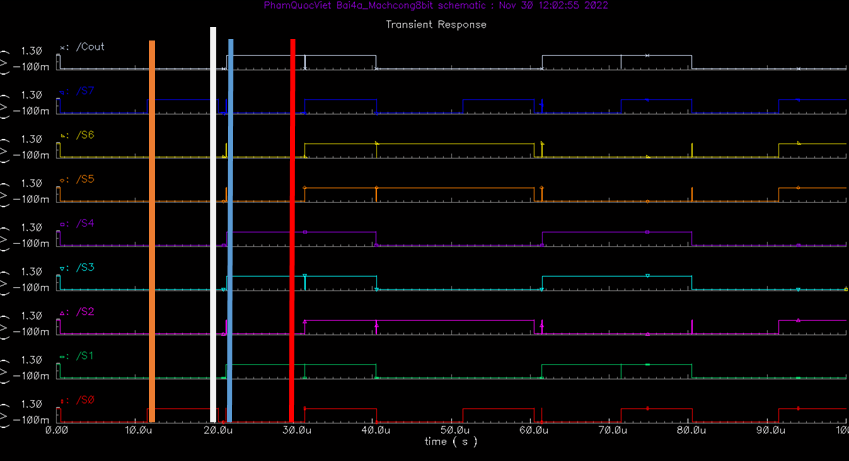 PhamQuocViet Bai4a_Machcong8bit schematic : Nov 30 12:02:55 2022
Transient Response
: /Cout
1.30
-100m
: /S7
1.30
-100m
: /S6
1.30
-100m
: /S5
1.30
-100m
: /S4
1.30
-100m
: /S3
1.30
-100m
: /S2
1.30
-100m
: /S1
1.30
-100m
: /S0
1.30
-100m
0.00 10.0u 20.0u 30.0u 40.0u 50.0u 60.0u 70.0u 80.0u 90.0u 10
time ( s )